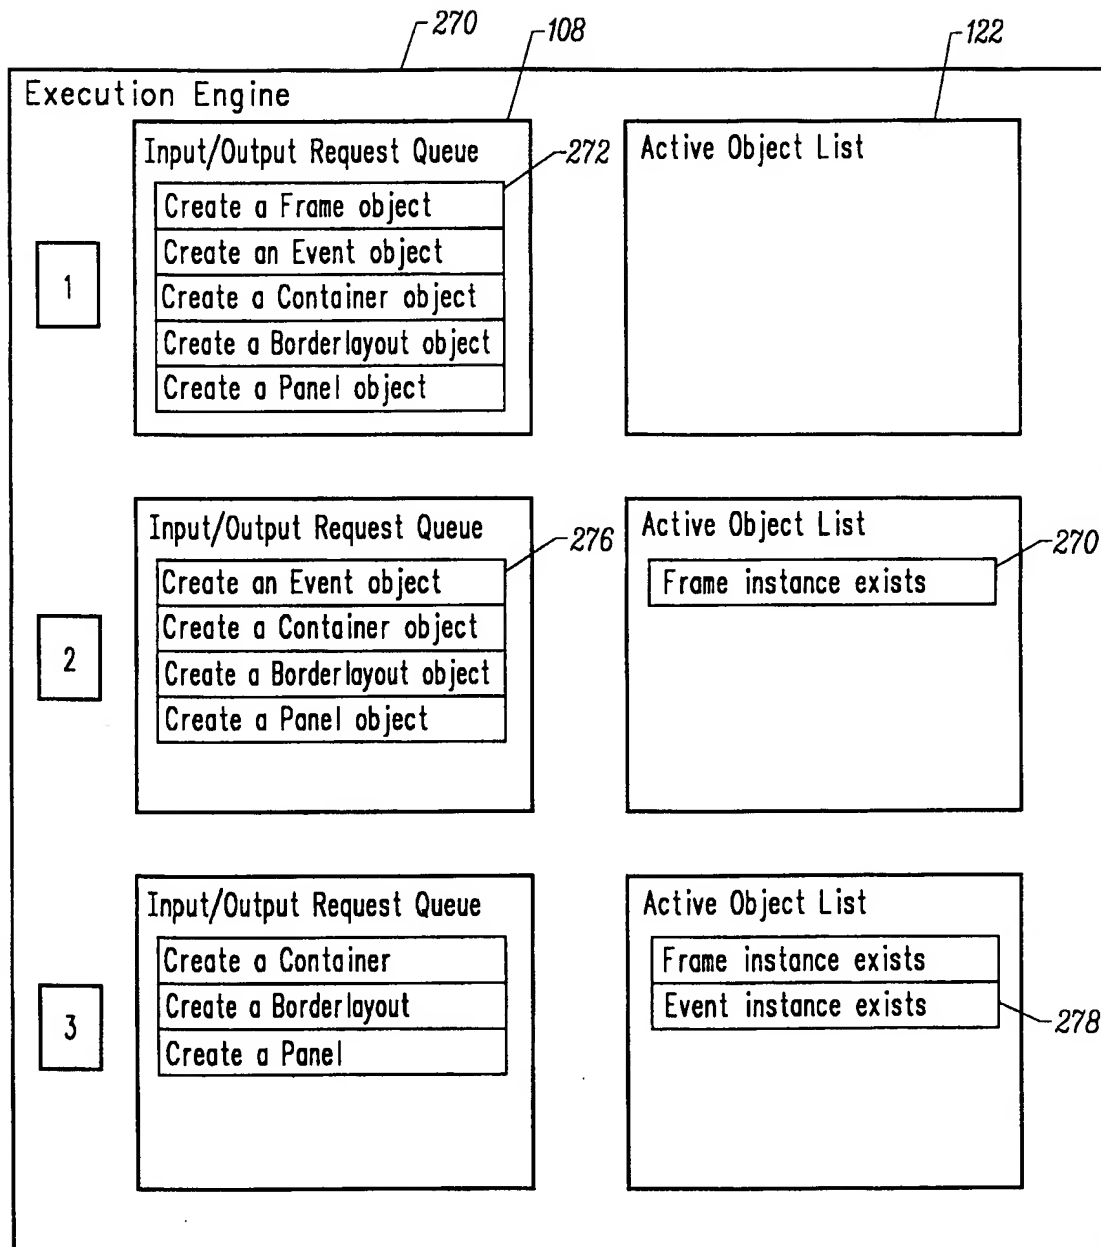 270
108
122
Execution Engine
Input/Output Request Queue
272
Create a Frame object
Create an Event object
Create a Container object
Create a Borderlayout object
Create a Panel object
Active Object List
1
Input/Output Request Queue
276
Create an Event object
Create a Container object
Create a Borderlayout object
Create a Panel object
Active Object List
270
Frame instance exists
2
Input/Output Request Queue
Create a Container
Create a Borderlayout
Create a Panel
Active Object List
Frame instance exists
Event instance exists
278
3